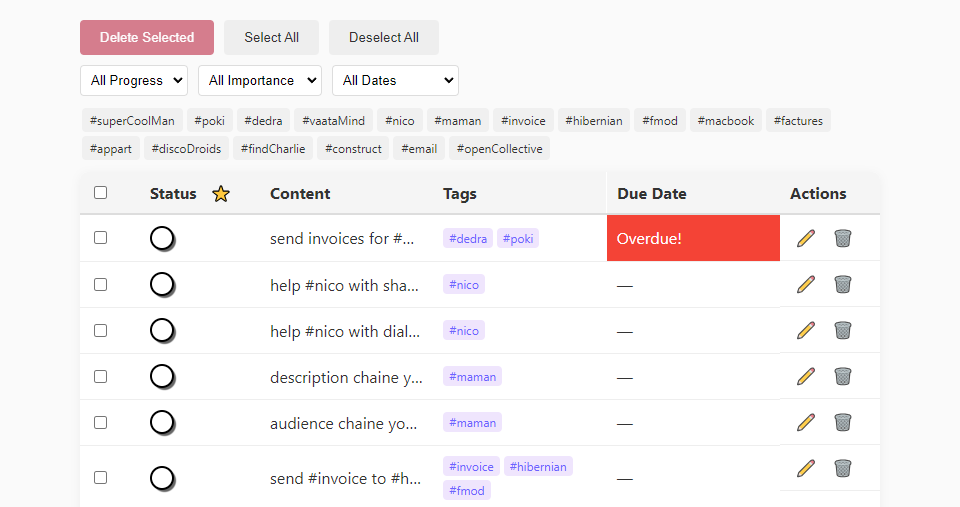 Delete Selected Select All Deselect All
All Progress All Importance All Dates
#superCoolMan #poki #dedra #vaataMind #nico #maman #invoice #hibernian #fmod #macbook #factures
#appart #discoDroids #findCharlie #construct #email #openCollective
Status Content Tags Due Date Actions
send invoices for #... #dedra #poki Overdue!
help #nico with sha... #nico —
help #nico with dial... #nico —
description chaine y... #maman —
audience chaine yo... #maman —
send #invoice to #h... #invoice #hibernian —
#fmod